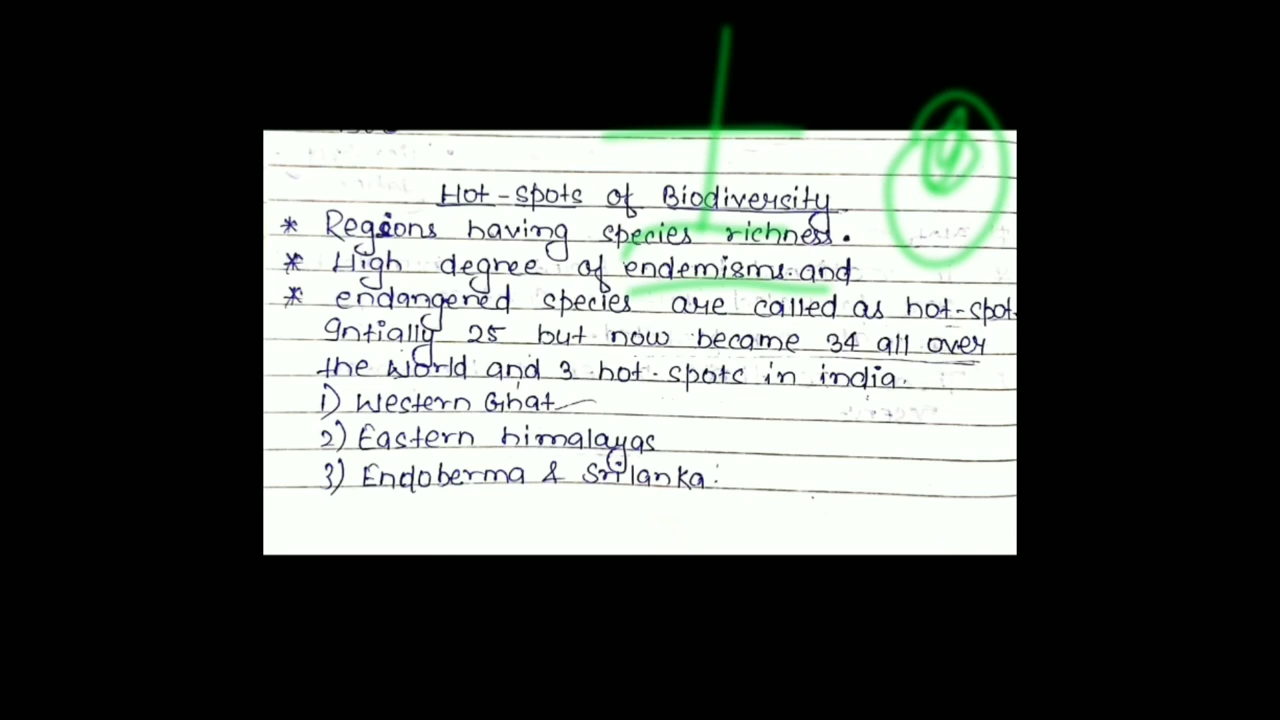 Hot-spots of Biodiversity
* Regions having species richness.
* High degree of endemisms and
* endangered species are called as hot-spot
Intially 25 but now became 34 all over
the world and 3 hot-spots in india.
1) Western Ghat
2) Eastern himalayas
3) Endoberma & Srilanka.